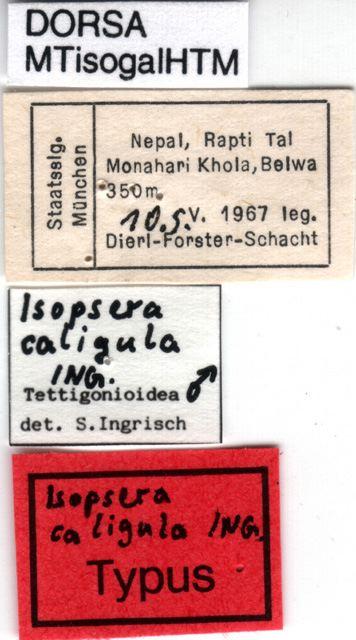 DORSA
MTisogalHTM
Staatsslg.
München
Nepal, Rapti Tal
Monahari Khola, Belwa
350m
10.5.V. 1967 leg.
Dierl-Forster-Schacht
Isopsera
caligula
ING.
Tettigonioidea ♂
det. S.Ingrisch
Isopsera
caligula ING.
Typus